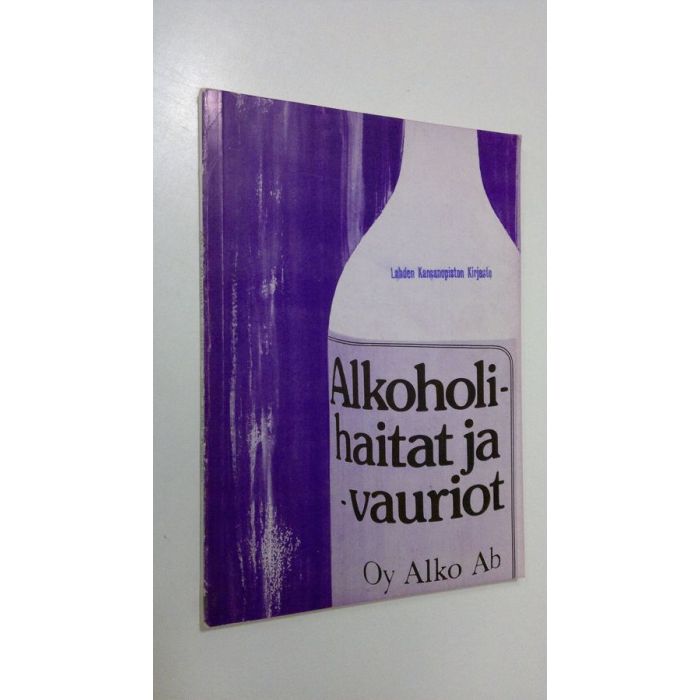 Lahden Kansanopiston Kirjasto
Alkoholi-
haitat ja
-vauriot
Oy Alko Ab